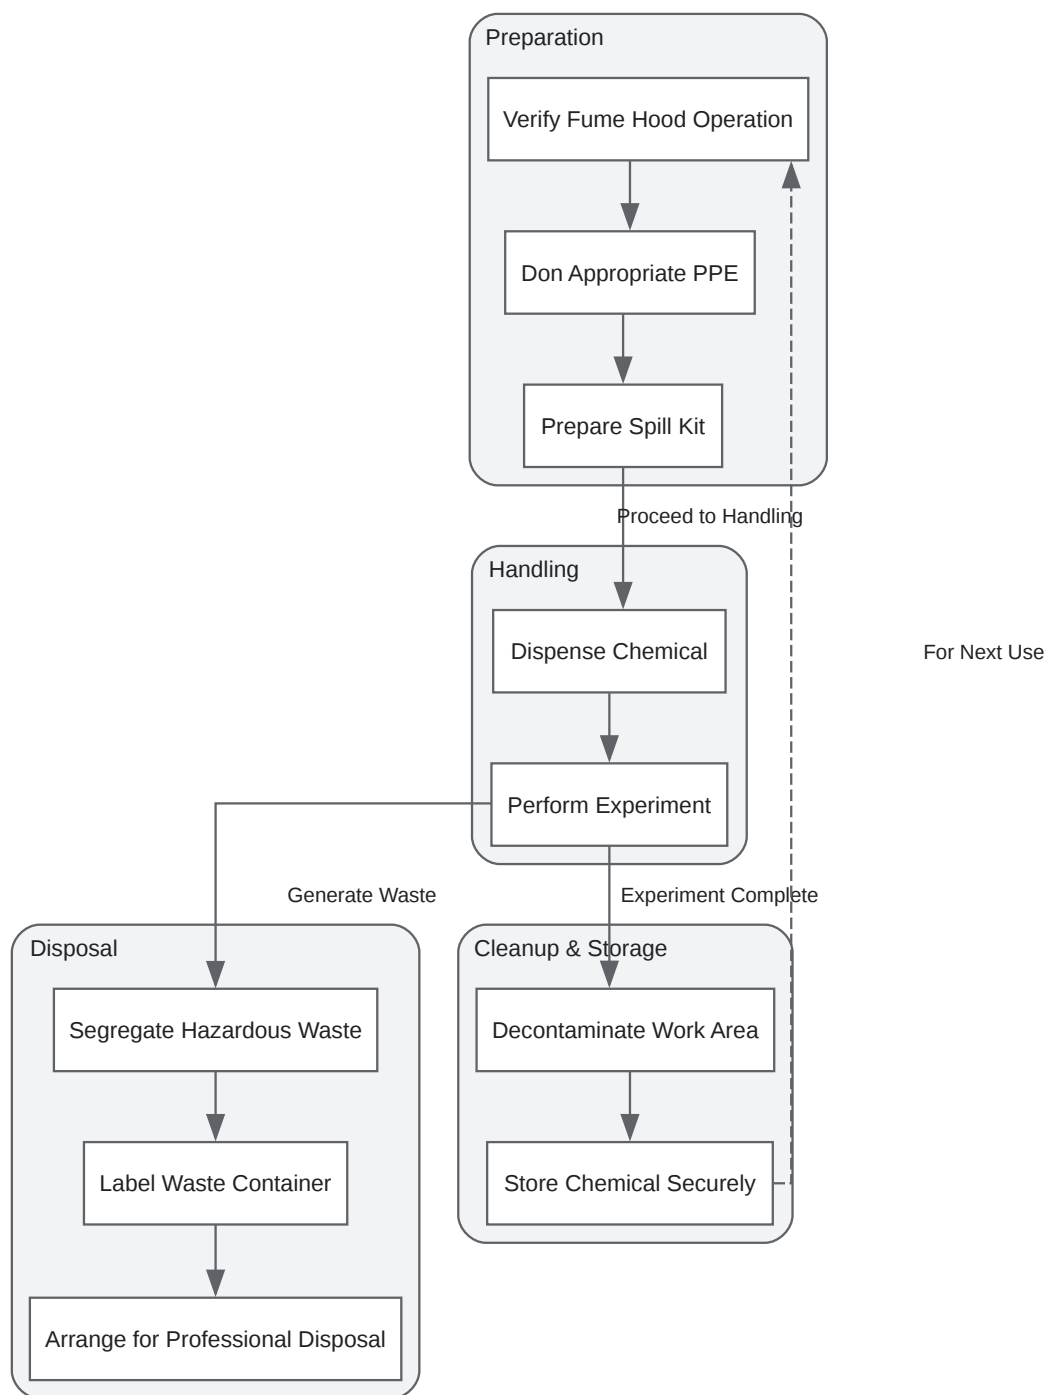 Preparation
Verify Fume Hood Operation
Don Appropriate PPE
Prepare Spill Kit
Proceed to Handling
Handling
Dispense Chemical
For Next Use
Perform Experiment
Generate Waste
Experiment Complete
Disposal
Cleanup & Storage
Segregate Hazardous Waste
Decontaminate Work Area
Label Waste Container
Store Chemical Securely
Arrange for Professional Disposal